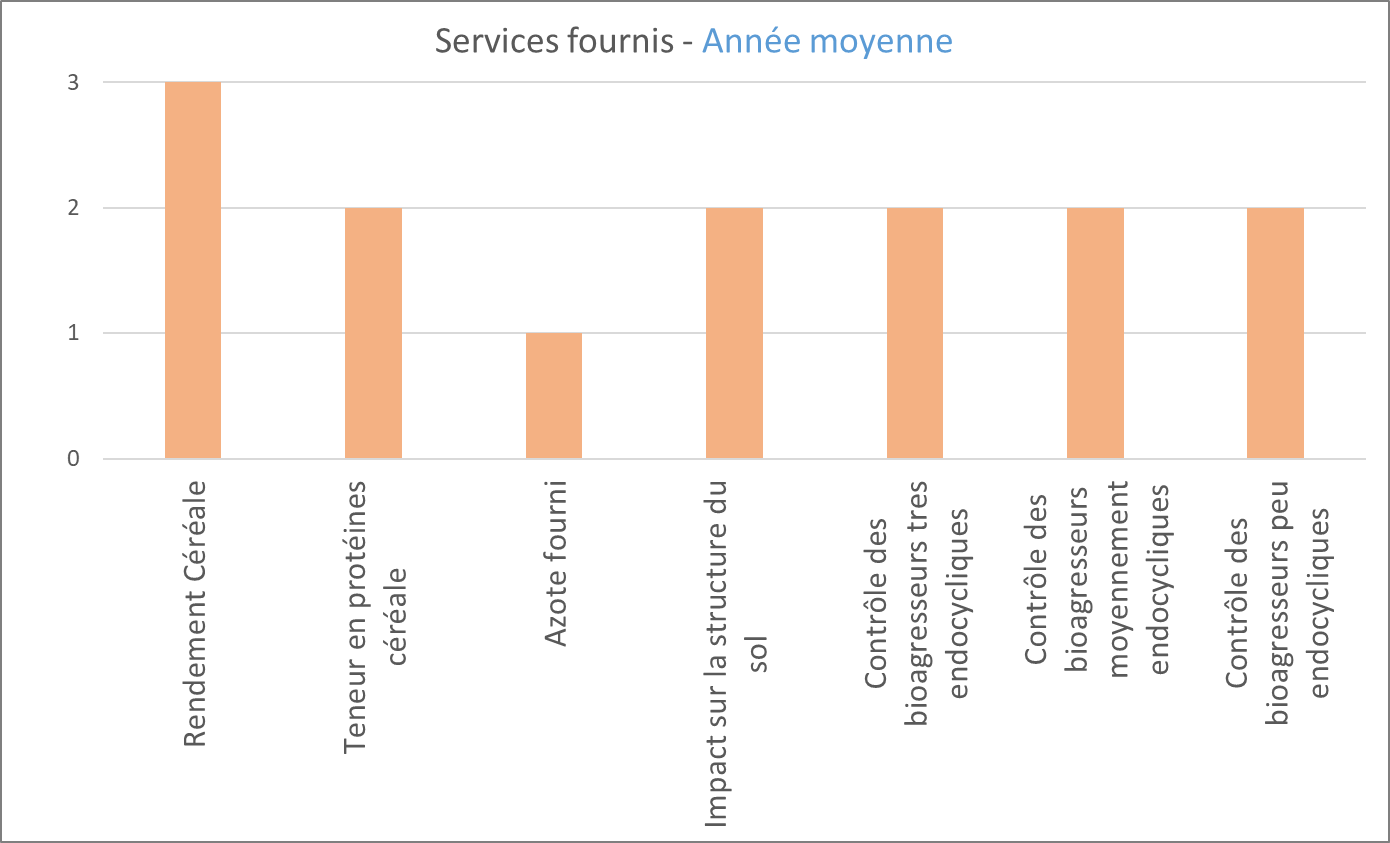 Services fournis - Année moyenne
3
2
1
0
Rendement Céréale
Teneur en protéines
céréale
Azote fourni
Impact sur la structure du
sol
Contrôle des
bioagresseurs tres
endocycliques
Contrôle des
bioagresseurs
moyennement
endocycliques
Contrôle des
bioagresseurs peu
endocycliques